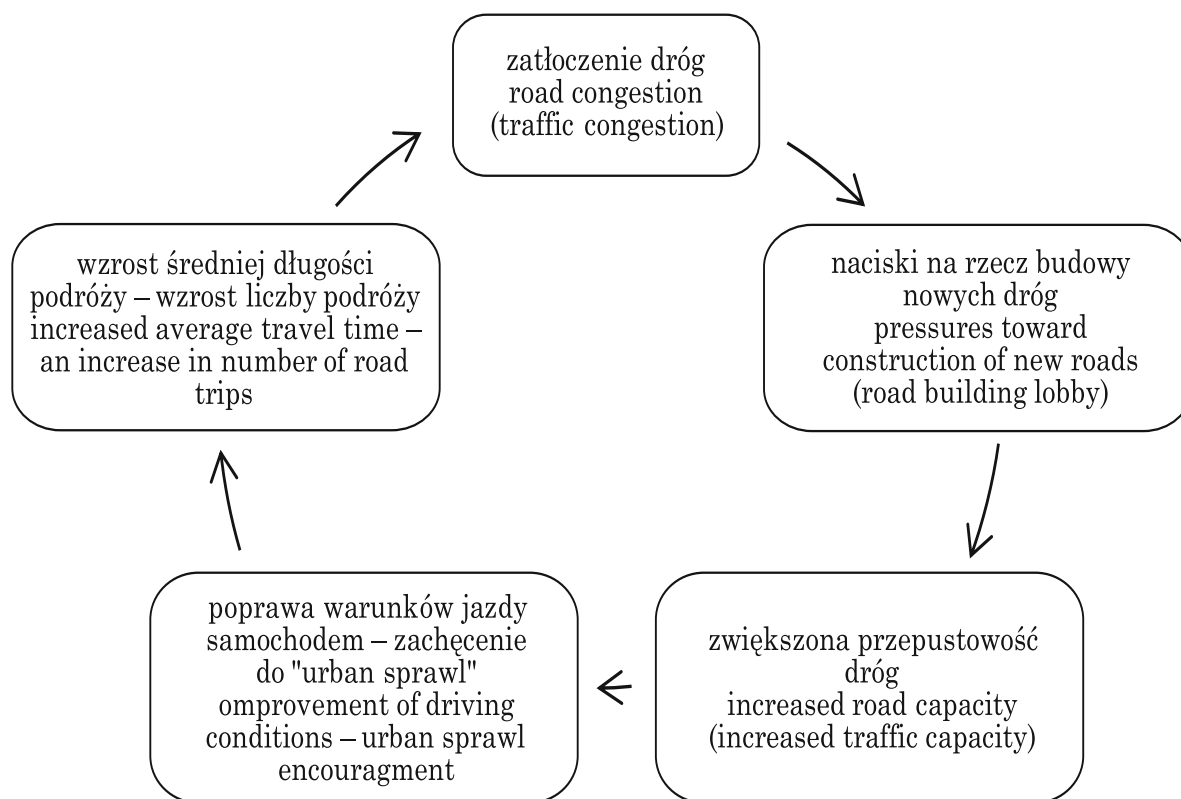 zatłoczenie dróg
road congestion
(traffic congestion)
naciski na rzecz budowy
nowych dróg
pressures toward
construction of new roads
(road building lobby)
zwiększona przepustowość
dróg
increased road capacity
(increased traffic capacity)
poprawa warunków jazdy
samochodem – zachęcenie
do "urban sprawl"
omprovement of driving
conditions – urban sprawl
encouragment
wzrost średniej długości
podróży – wzrost liczby podróży
increased average travel time –
an increase in number of road
trips